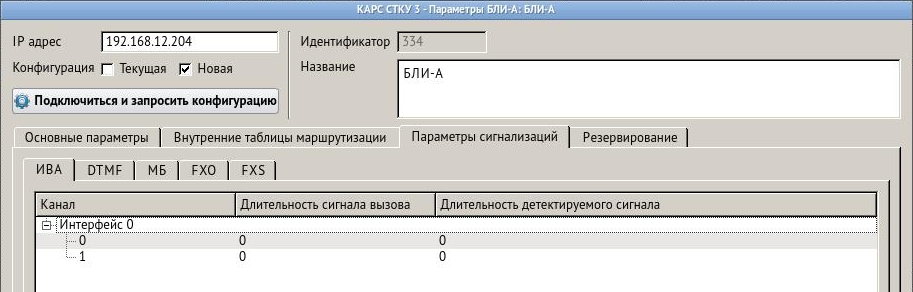 КАРС СТКУ 3 - Параметры БЛИ-А: БЛИ-А
IP адрес 192.168.12.204 Идентификатор 334
Конфигурация Текущая Новая Название БЛИ-А
Подключиться и запросить конфигурацию
Основные параметры Внутренние таблицы маршрутизации Параметры сигнализаций Резервирование
ИВА DTMF МБ FXO FXS
Канал Длительность сигнала вызова Длительность детектируемого сигнала
Интерфейс 0
0 0 0
1 0 0